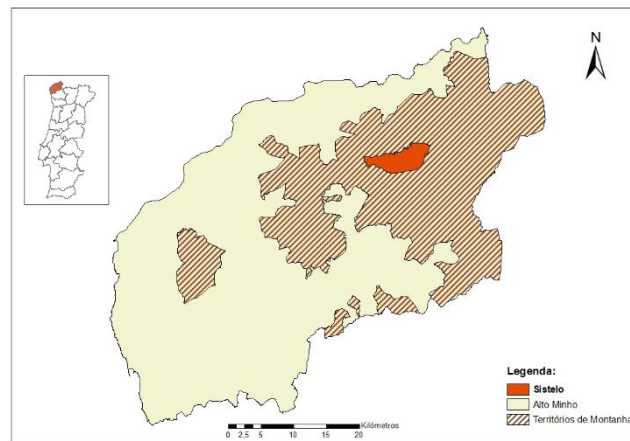 N
Legenda:
Sistelo
Alto Minho
Territórios de Montanha
Kilómetros
0 2,5 5 10 15 20